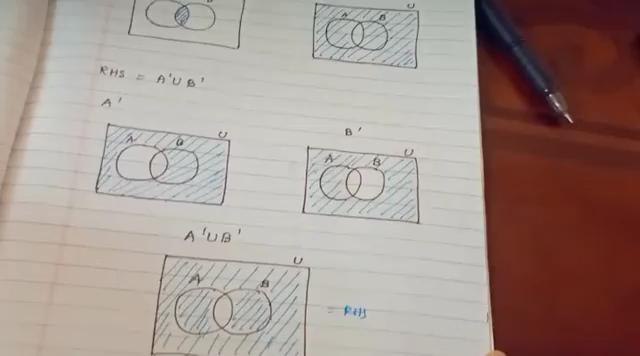 B
U
A B
RHS = A'UB'
A'
U
A B
B'
U
A B
A'UB'
U
A B
= RHS